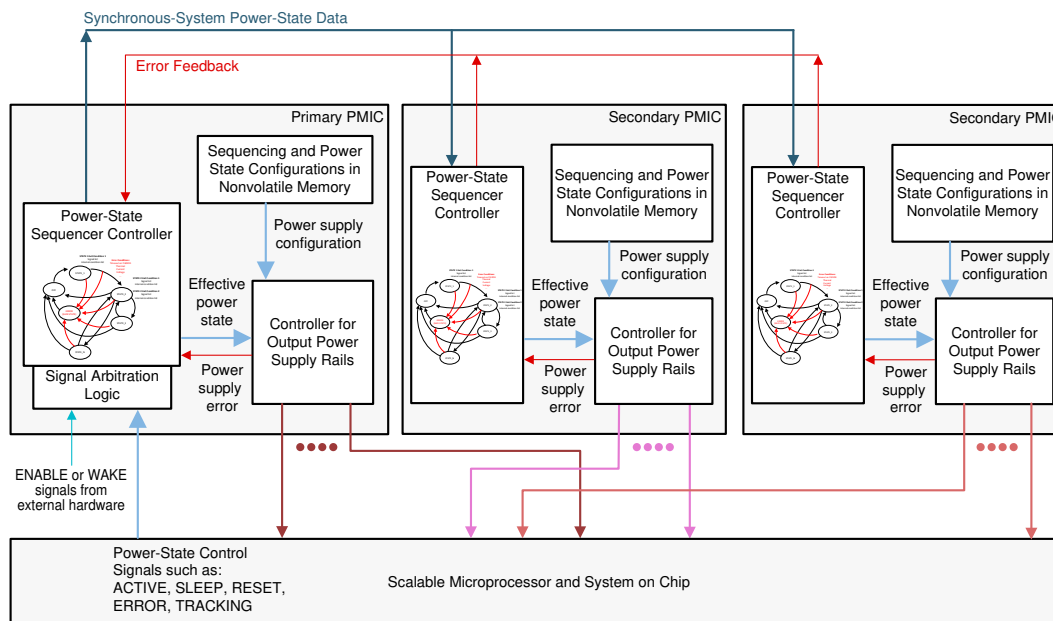 Synchronous-System Power-State Data
Error Feedback
Primary PMIC
Sequencing and Power
State Configurations in
Nonvolatile Memory
Power-State
Sequencer Controller
Power supply
configuration
Effective
power
state
Controller for
Output Power
Supply Rails
Power
supply
error
Signal Arbitration
Logic
ENABLE or WAKE
signals from
external hardware
Secondary PMIC
Sequencing and Power
State Configurations in
Nonvolatile Memory
Power-State
Sequencer
Controller
Power supply
configuration
Effective
power
state
Controller for
Output Power
Supply Rails
Power
supply
error
Secondary PMIC
Sequencing and Power
State Configurations in
Nonvolatile Memory
Power-State
Sequencer
Controller
Power supply
configuration
Effective
power
state
Controller for
Output Power
Supply Rails
Power
supply
error
Power-State Control
Signals such as:
ACTIVE, SLEEP, RESET,
ERROR, TRACKING
Scalable Microprocessor and System on Chip